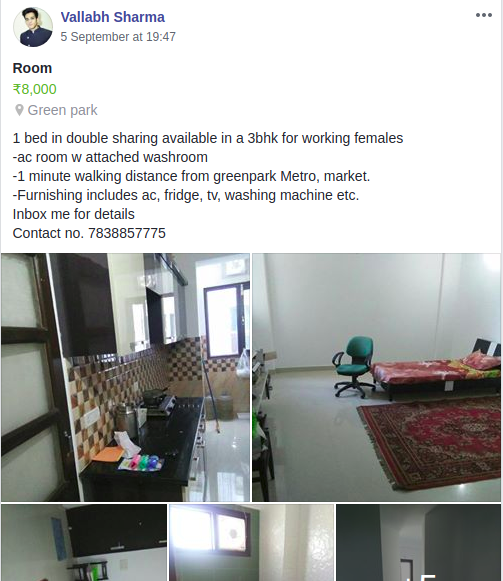 Vallabh Sharma
5 September at 19:47
Room
₹8,000
Green park
1 bed in double sharing available in a 3bhk for working females
-ac room w attached washroom
-1 minute walking distance from greenpark Metro, market.
-Furnishing includes ac, fridge, tv, washing machine etc.
Inbox me for details
Contact no. 7838857775